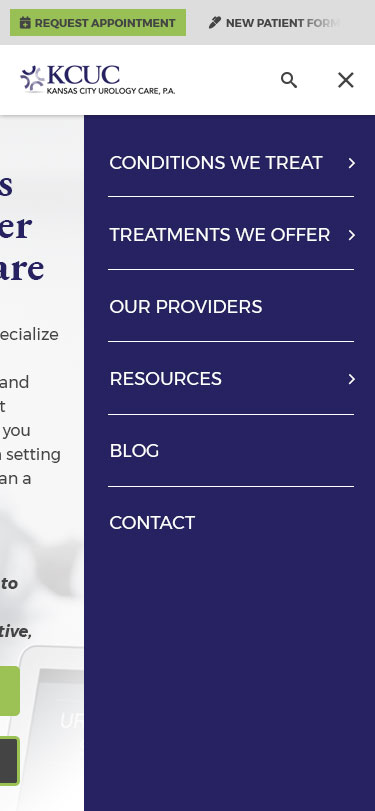 REQUEST APPOINTMENT
NEW PATIENT FORM
KCUC
KANSAS CITY UROLOGY CARE, P.A.
CONDITIONS WE TREAT
TREATMENTS WE OFFER
OUR PROVIDERS
RESOURCES
BLOG
CONTACT
s
er
are
ecialize
and
t
you
setting
an a
to
tive,
UR